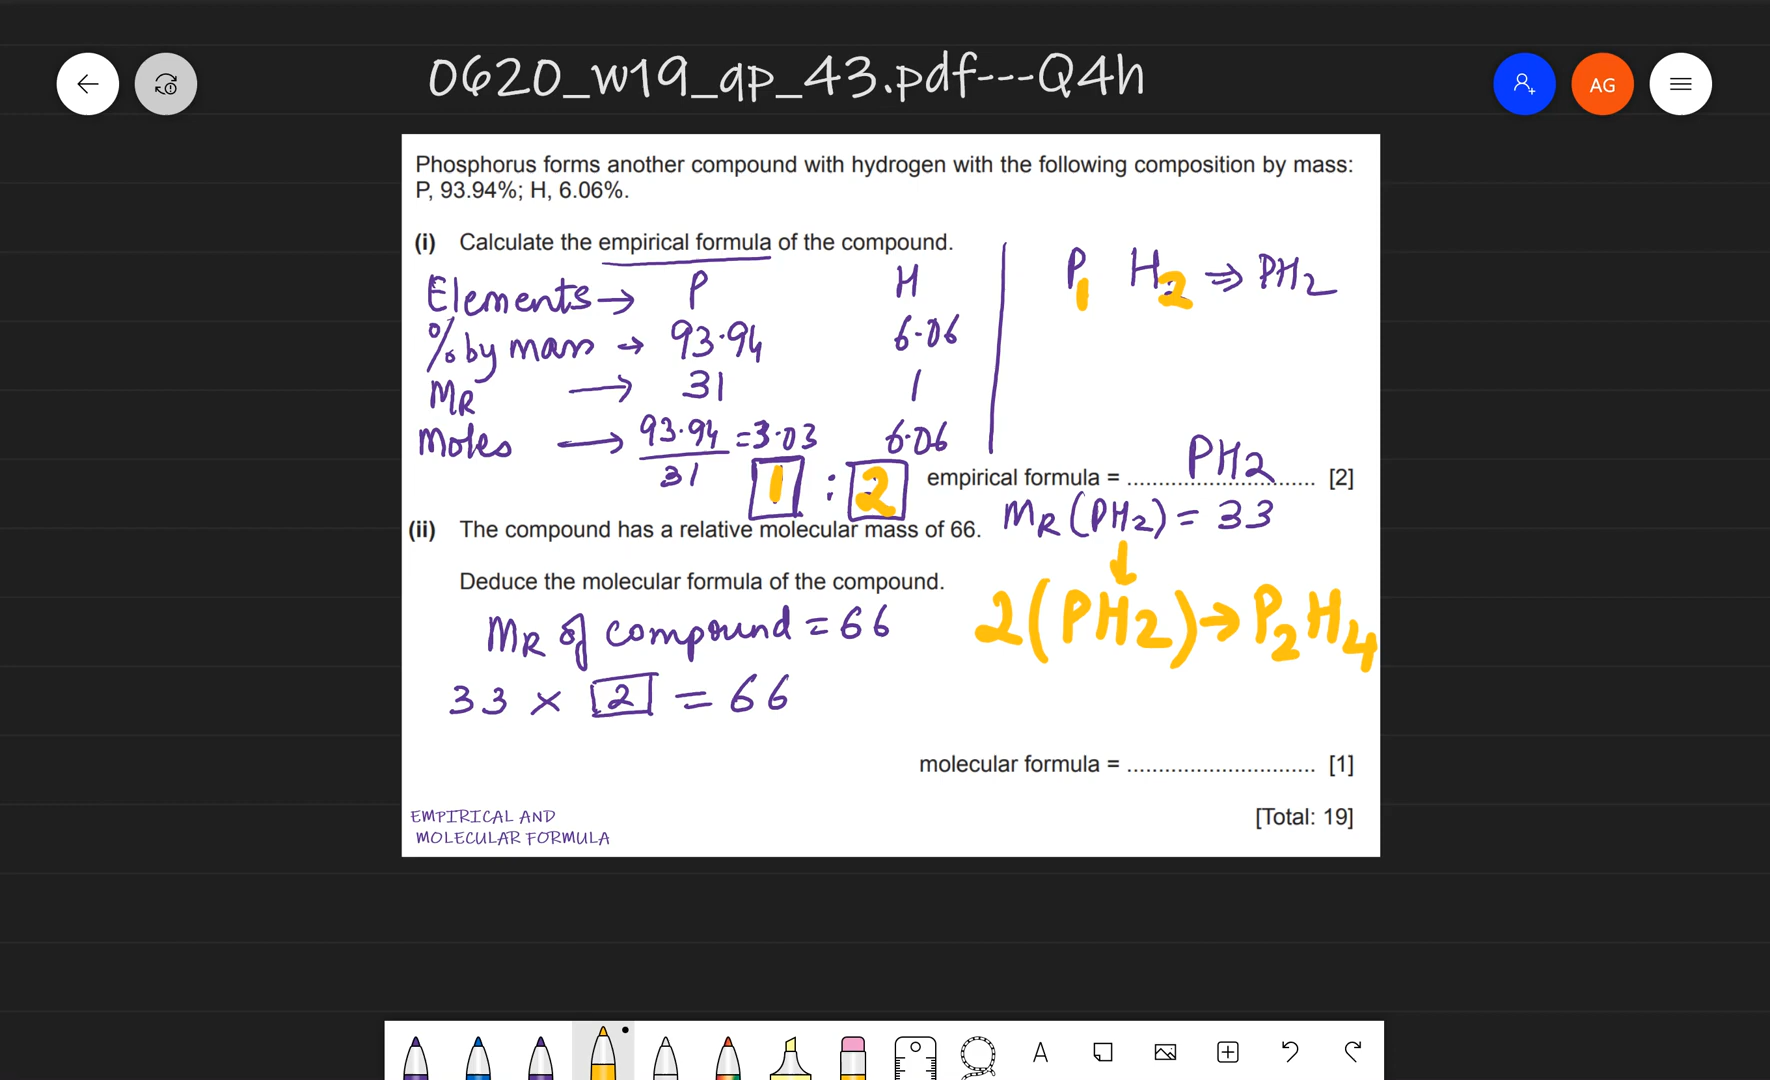 0620_w19_qp_43.pdf---Q4h
AG
Phosphorus forms another compound with hydrogen with the following composition by mass:
P, 93.94%; H, 6.06%.
(i) Calculate the empirical formula of the compound.
P1 H2 ⇒ PH2
Elements → P H
% by mass → 93.94 6.06
MR → 31 1
Moles → 93.94/31 = 3.03 6.06
1 : 2
empirical formula = PH2 [2]
MR (PH2) = 33
(ii) The compound has a relative molecular mass of 66.
Deduce the molecular formula of the compound.
2(PH2) → P2H4
MR of compound = 66
33 × 2 = 66
molecular formula = .............................. [1]
EMPIRICAL AND
MOLECULAR FORMULA
[Total: 19]
A